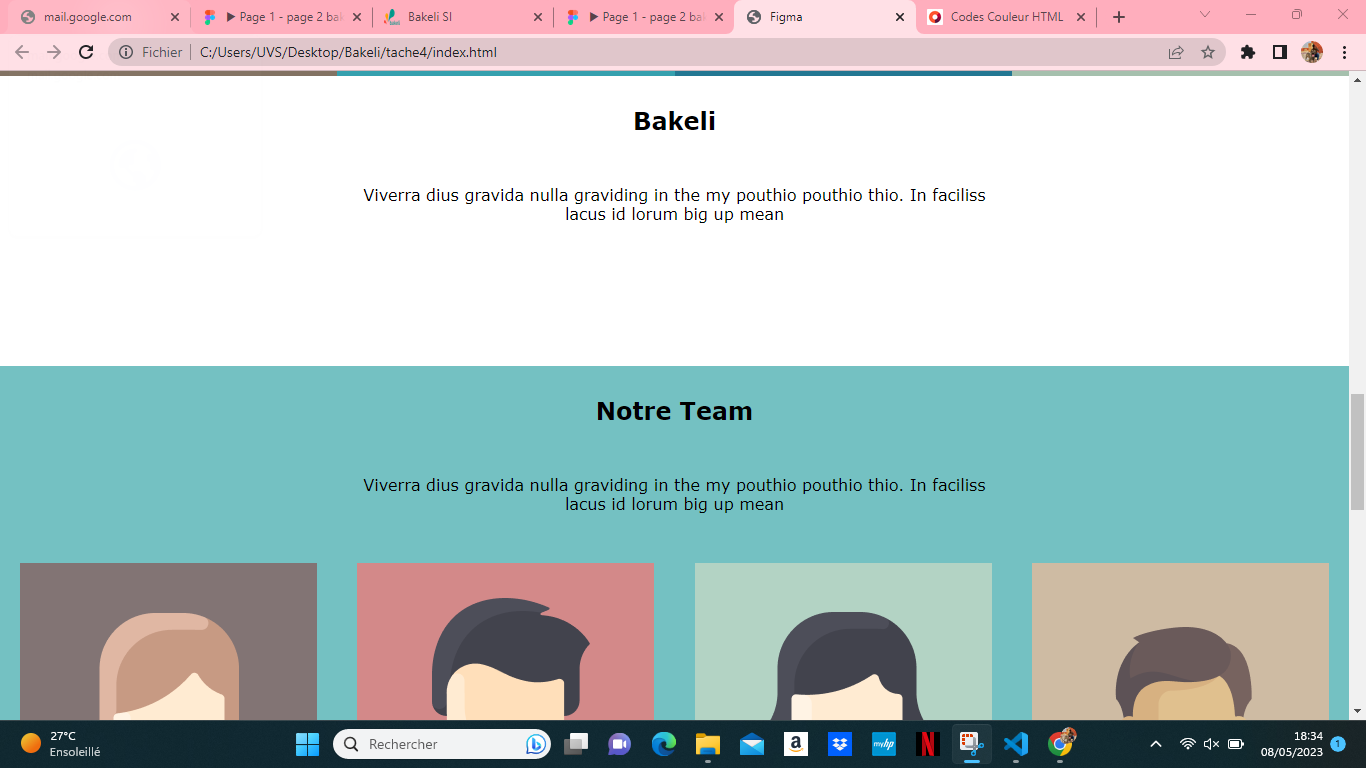 mail.google.com
Page 1 - page 2 bak
Bakeli SI
Page 1 - page 2 bak
Figma
Codes Couleur HTML
Fichier
C:/Users/UVS/Desktop/Bakeli/tache4/index.html
Bakeli
Viverra dius gravida nulla graviding in the my pouthio pouthio thio. In faciliss
lacus id lorum big up mean
Notre Team
Viverra dius gravida nulla graviding in the my pouthio pouthio thio. In faciliss
lacus id lorum big up mean
27°C
Ensoleillé
Rechercher
a
myhp
N
18:34
08/05/2023
1